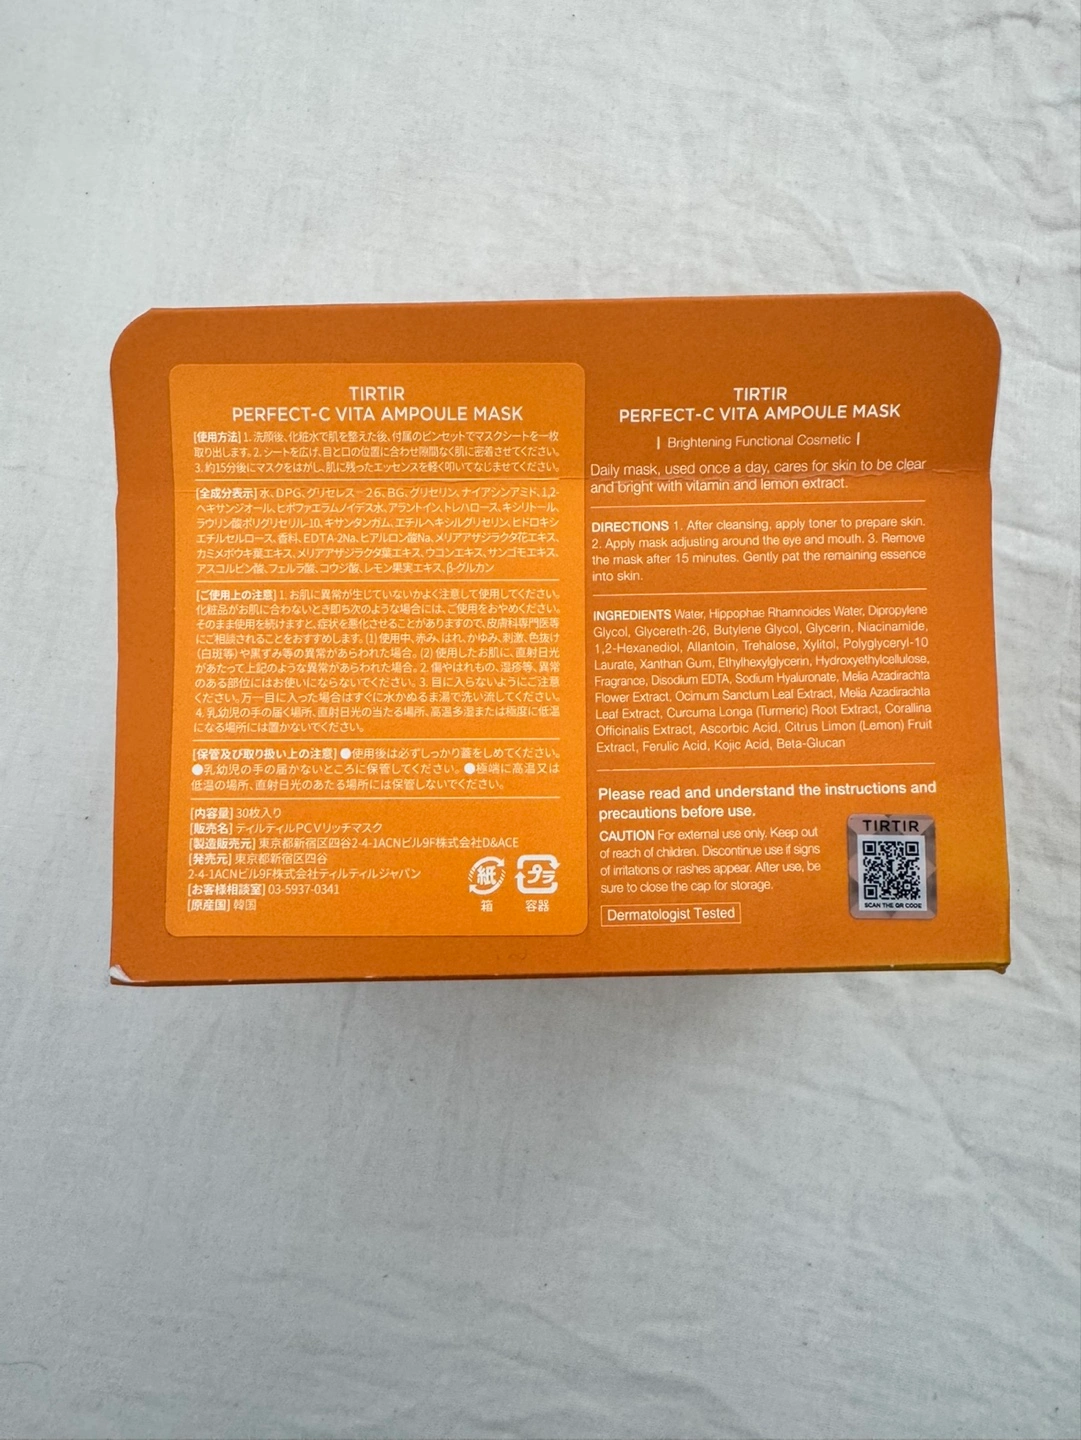 TIRTIR
PERFECT-C VITA AMPOULE MASK
[使用方法] 1. 洗顔後、化粧水で肌を整えた後、付属のピンセットでマスクシートを一枚
取り出します。2. シートを広げ、目と口の位置に合わせ隙間なく肌に密着させてください。
3. 約15分後にマスクをはがし、肌に残ったエッセンスを軽く叩いてなじませてください。
[全成分表示] 水、DPG、グリセレス-26、BG、グリセリン、ナイアシンアミド、1,2-
ヘキサンジオール、ヒポファエラムノイデス水、アラントイン、トレハロース、キシリトール、
ラウリン酸ポリグリセリル-10、キサンタンガム、エチルヘキシルグリセリン、ヒドロキシ
エチルセルロース、香料、EDTA-2Na、ヒアルロン酸Na、メリアアザジラクタ花エキス、
カミメボウキ葉エキス、メリアアザジラクタ葉エキス、ウコンエキス、サンゴモエキス、
アスコルビン酸、フェルラ酸、コウジ酸、レモン果実エキス、β-グルカン
[ご使用上の注意] 1. お肌に異常が生じていないかよく注意して使用してください。
化粧品がお肌に合わないとき即ち次のような場合には、ご使用をおやめください。
そのまま使用を続けますと、症状を悪化させることがありますので、皮膚科専門医等
にご相談されることをおすすめします。(1) 使用中、赤み、はれ、かゆみ、刺激、色抜け
(白斑等)や黒ずみ等の異常があらわれた場合。(2) 使用したお肌に、直射日光
があたって上記のような異常があらわれた場合。2. 傷やはれもの、湿疹等、異常
のある部位にはお使いにならないでください。3. 目に入らないようにご注意
ください。万一目に入った場合はすぐに水かぬるま湯で洗い流してください。
4. 乳幼児の手の届く場所、直射日光の当たる場所、高温多湿または極度に低温
になる場所には置かないでください。
[保管及び取り扱い上の注意] ●使用後は必ずしっかり蓋をしめてください。
●乳幼児の手の届かないところに保管してください。 ●極端に高温又は
低温の場所、直射日光のあたる場所には保管しないでください。
[内容量] 30枚入り
[販売名] ティルティルPCVリッチマスク
[製造販売元] 東京都新宿区四谷2-4-1ACNビル9F株式会社D&ACE
[発売元] 東京都新宿区四谷
2-4-1ACNビル9F株式会社ティルティルジャパン
[お客様相談室] 03-5937-0341
[原産国] 韓国
紙
箱
プラ
容器
TIRTIR
PERFECT-C VITA AMPOULE MASK
| Brightening Functional Cosmetic |
Daily mask, used once a day, cares for skin to be clear
and bright with vitamin and lemon extract.
DIRECTIONS 1. After cleansing, apply toner to prepare skin.
2. Apply mask adjusting around the eye and mouth. 3. Remove
the mask after 15 minutes. Gently pat the remaining essence
into skin.
INGREDIENTS Water, Hippophae Rhamnoides Water, Dipropylene
Glycol, Glycereth-26, Butylene Glycol, Glycerin, Niacinamide,
1,2-Hexanediol, Allantoin, Trehalose, Xylitol, Polyglyceryl-10
Laurate, Xanthan Gum, Ethylhexylglycerin, Hydroxyethylcellulose,
Fragrance, Disodium EDTA, Sodium Hyaluronate, Melia Azadirachta
Flower Extract, Ocimum Sanctum Leaf Extract, Melia Azadirachta
Leaf Extract, Curcuma Longa (Turmeric) Root Extract, Corallina
Officinalis Extract, Ascorbic Acid, Citrus Limon (Lemon) Fruit
Extract, Ferulic Acid, Kojic Acid, Beta-Glucan
Please read and understand the instructions and
precautions before use.
CAUTION For external use only. Keep out
of reach of children. Discontinue use if signs
of irritations or rashes appear. After use, be
sure to close the cap for storage.
Dermatologist Tested
TIRTIR
SCAN THE QR CODE